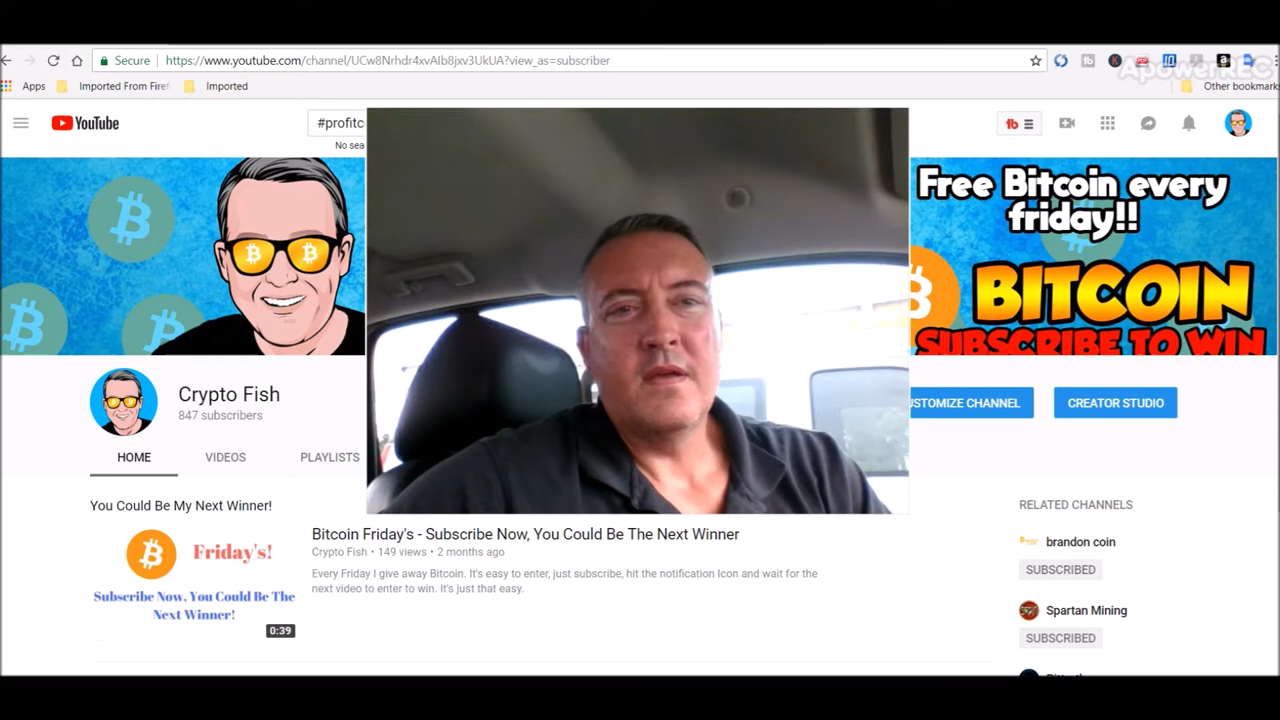 ApowerREC
Secure
https://www.youtube.com/channel/UCw8Nrhdr4xvAIb8jxv3UkUA?view_as=subscriber
Apps
Imported From Firef
Imported
Other bookmarks
YouTube
#profitc
No sea
Free Bitcoin every
friday!!
BITCOIN
SUBSCRIBE TO WIN
Crypto Fish
847 subscribers
USTOMIZE CHANNEL
CREATOR STUDIO
HOME
VIDEOS
PLAYLISTS
You Could Be My Next Winner!
Friday's!
Subscribe Now, You Could Be The
Next Winner!
0:39
Bitcoin Friday's - Subscribe Now, You Could Be The Next Winner
Crypto Fish • 149 views • 2 months ago
Every Friday I give away Bitcoin. It's easy to enter, just subscribe, hit the notification Icon and wait for the
next video to enter to win. It's just that easy.
RELATED CHANNELS
brandon coin
SUBSCRIBED
Spartan Mining
SUBSCRIBED